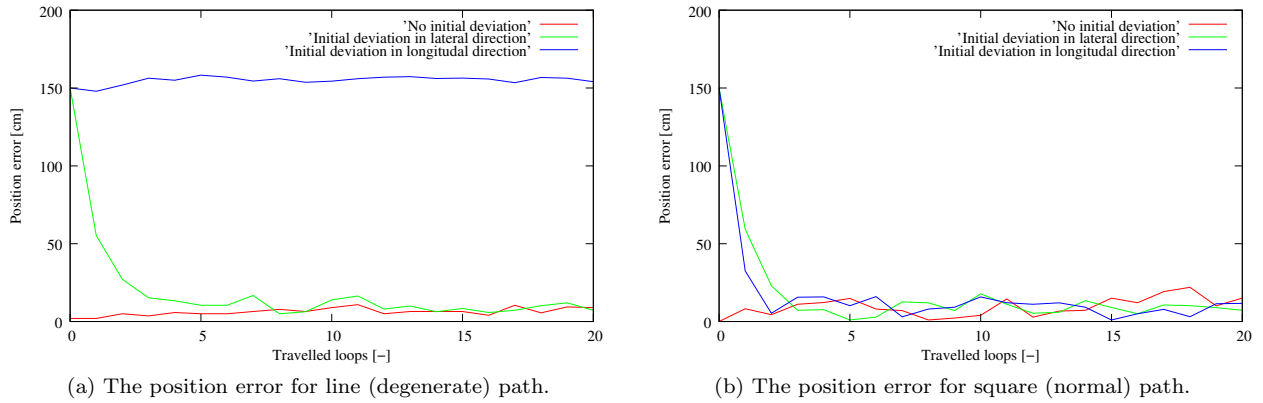 200
150
100
50
0
0
5
10
15
20
Position error [cm]
Travelled loops [−]
'No initial deviation'
'Initial deviation in lateral direction'
'Initial deviation in longitudal direction'
(a) The position error for line (degenerate) path.
200
150
100
50
0
0
5
10
15
20
Position error [cm]
Travelled loops [−]
'No initial deviation'
'Initial deviation in lateral direction'
'Initial deviation in longitudal direction'
(b) The position error for square (normal) path.